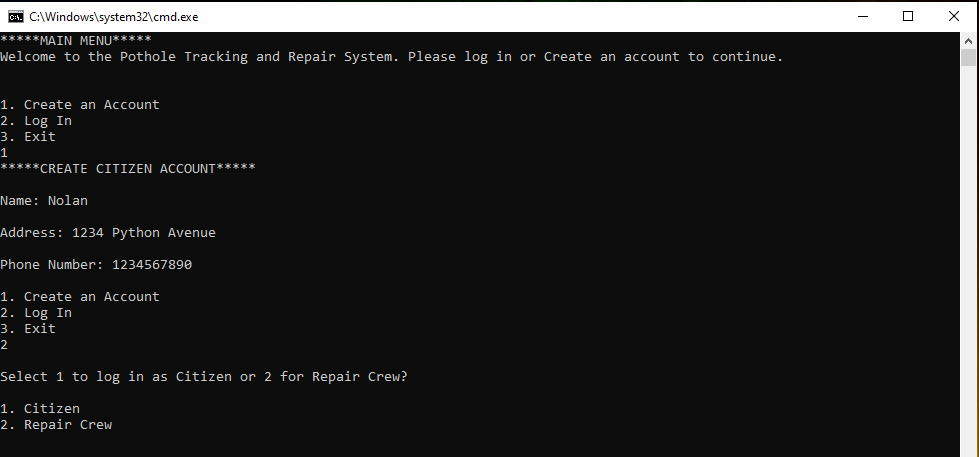 C:\Windows\system32\cmd.exe
*****MAIN MENU*****
Welcome to the Pothole Tracking and Repair System. Please log in or Create an account to continue.
1. Create an Account
2. Log In
3. Exit
1
*****CREATE CITIZEN ACCOUNT*****
Name: Nolan
Address: 1234 Python Avenue
Phone Number: 1234567890
1. Create an Account
2. Log In
3. Exit
2
Select 1 to log in as Citizen or 2 for Repair Crew?
1. Citizen
2. Repair Crew